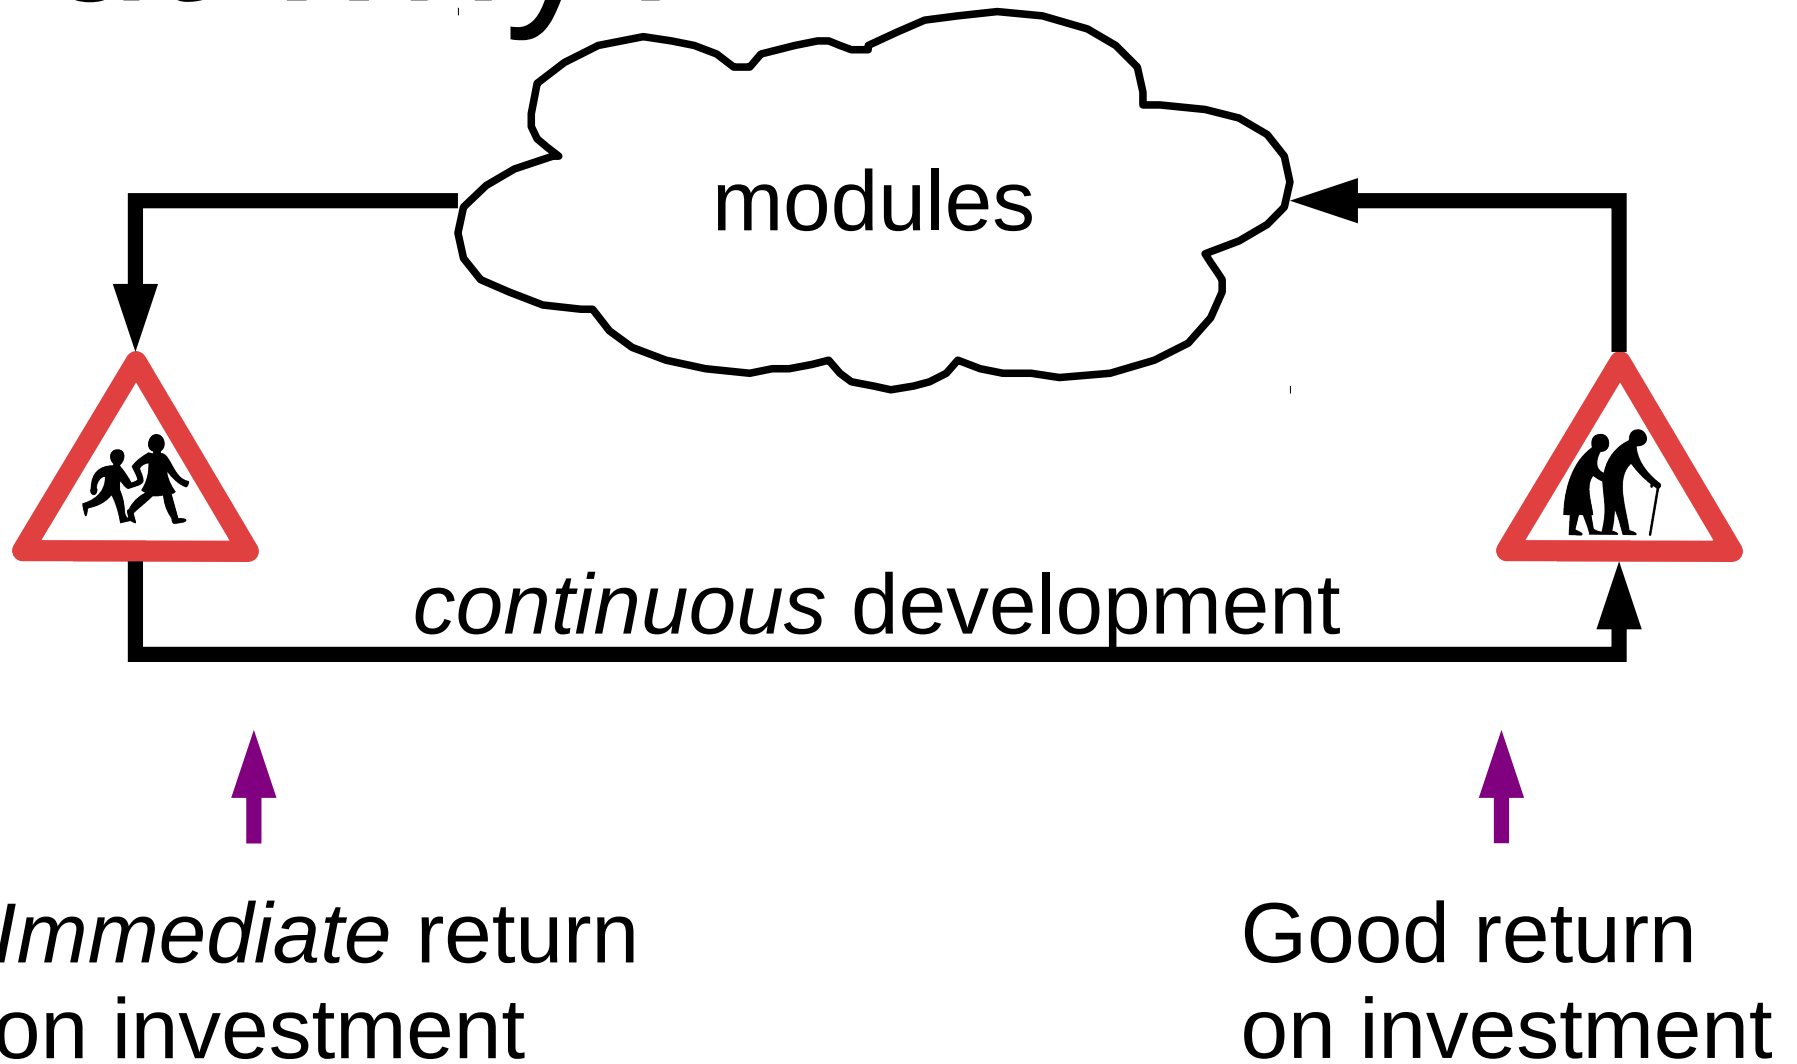 modules
continuous development
Immediate return
on investment
Good return
on investment